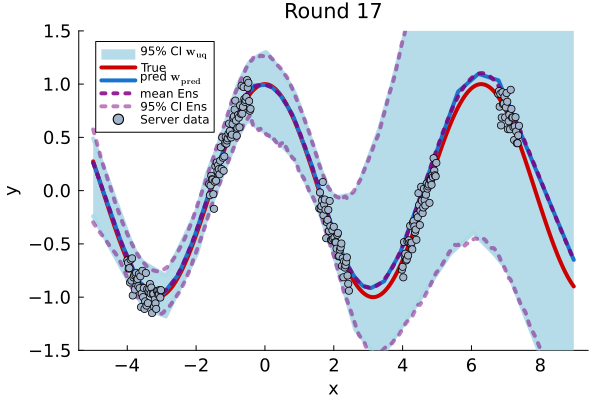 Round 17
1.5
1.0
0.5
0.0
−0.5
−1.0
−1.5
y
95% CI w_uq
True
pred w_pred
mean Ens
95% CI Ens
Server data
−4 −2 0 2 4 6 8
x